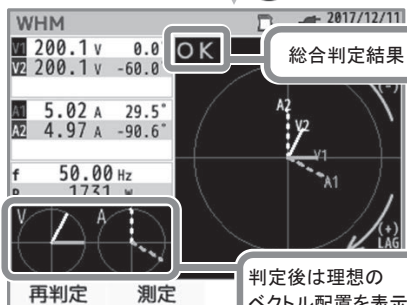 WHM
2017/12/11
V1 200.1 V 0.0
V2 200.1 V -60.0
OK
総合判定結果
A1 5.02 A 29.5°
A2 4.97 A -90.6°
f 50.00 Hz
P 1731 W
A2
V2
V1
A1
(-)
(+)
LAG
V
A
再判定
測定
判定後は理想の
ベクトル配置を表示